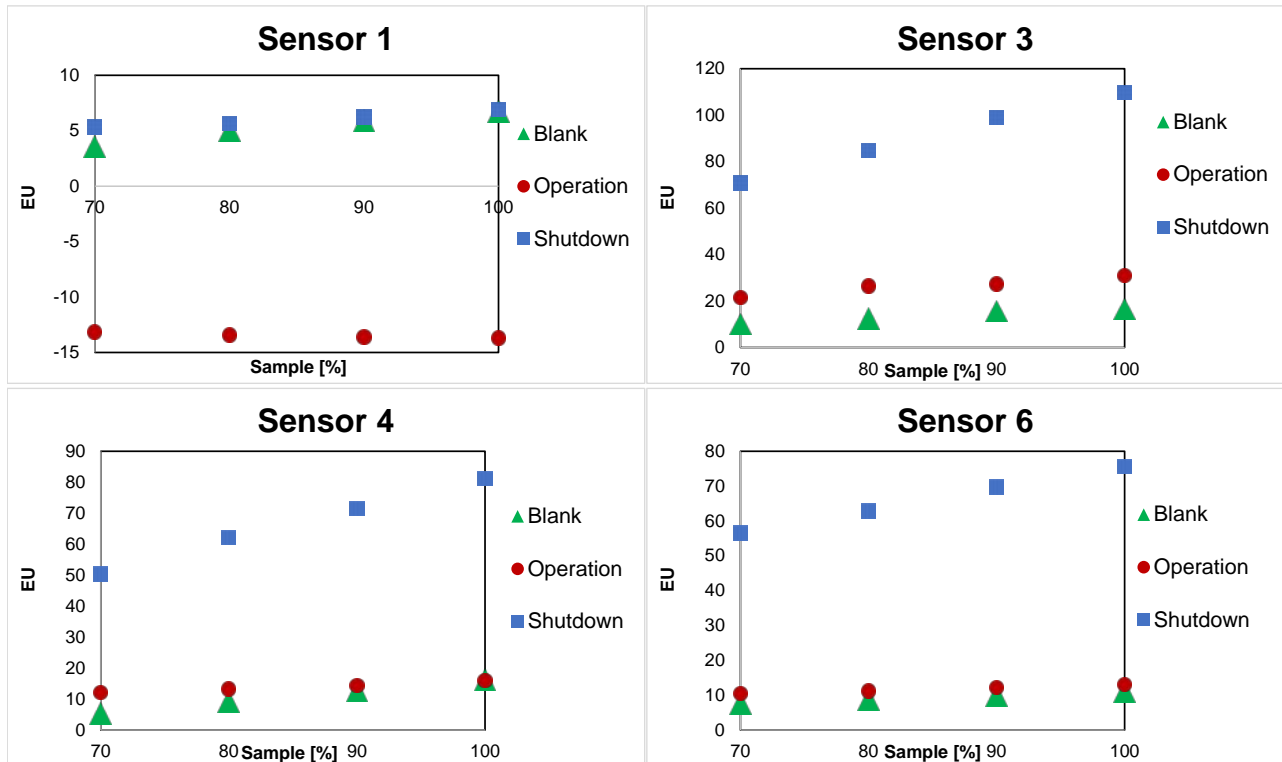 Sensor 1
10
5
0
-5
-10
-15
EU
70
80
90
100
Sample [%]
Blank
Operation
Shutdown
Sensor 3
120
100
80
60
40
20
0
EU
70
80
90
100
Sample [%]
Blank
Operation
Shutdown
Sensor 4
90
80
70
60
50
40
30
20
10
0
EU
70
80
90
100
Sample [%]
Blank
Operation
Shutdown
Sensor 6
80
70
60
50
40
30
20
10
0
EU
70
80
90
100
Sample [%]
Blank
Operation
Shutdown